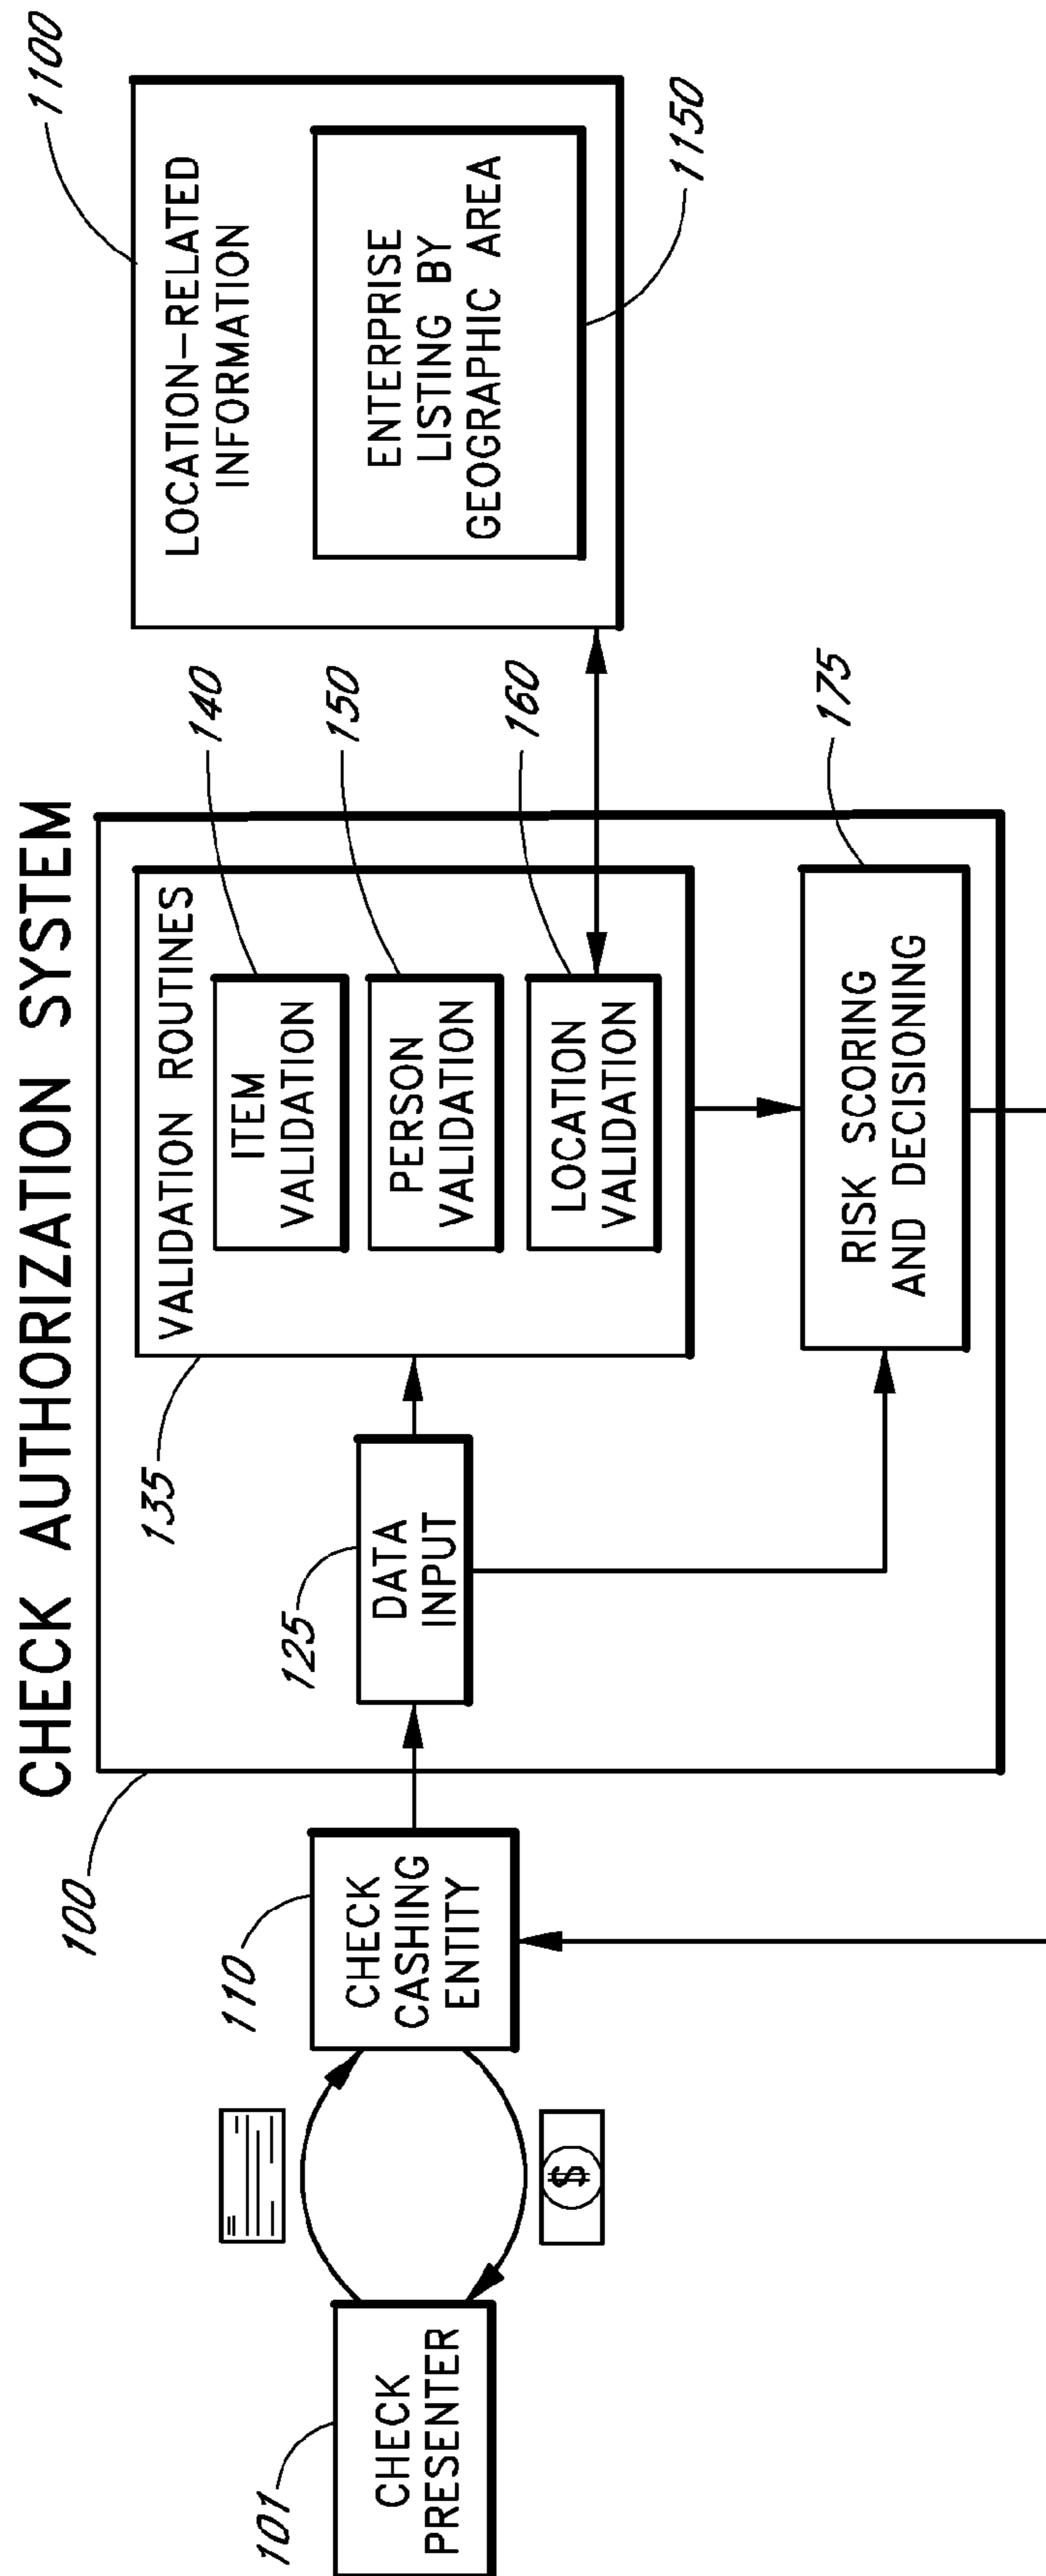 CHECK AUTHORIZATION SYSTEM
101
CHECK
PRESENTER
$
110
CHECK
CASHING
ENTITY
100
125
DATA
INPUT
135
VALIDATION ROUTINES
ITEM
VALIDATION
140
PERSON
VALIDATION
150
LOCATION
VALIDATION
160
RISK SCORING
AND DECISIONING
175
1100
LOCATION-RELATED
INFORMATION
ENTERPRISE
LISTING BY
GEOGRAPHIC AREA
1150